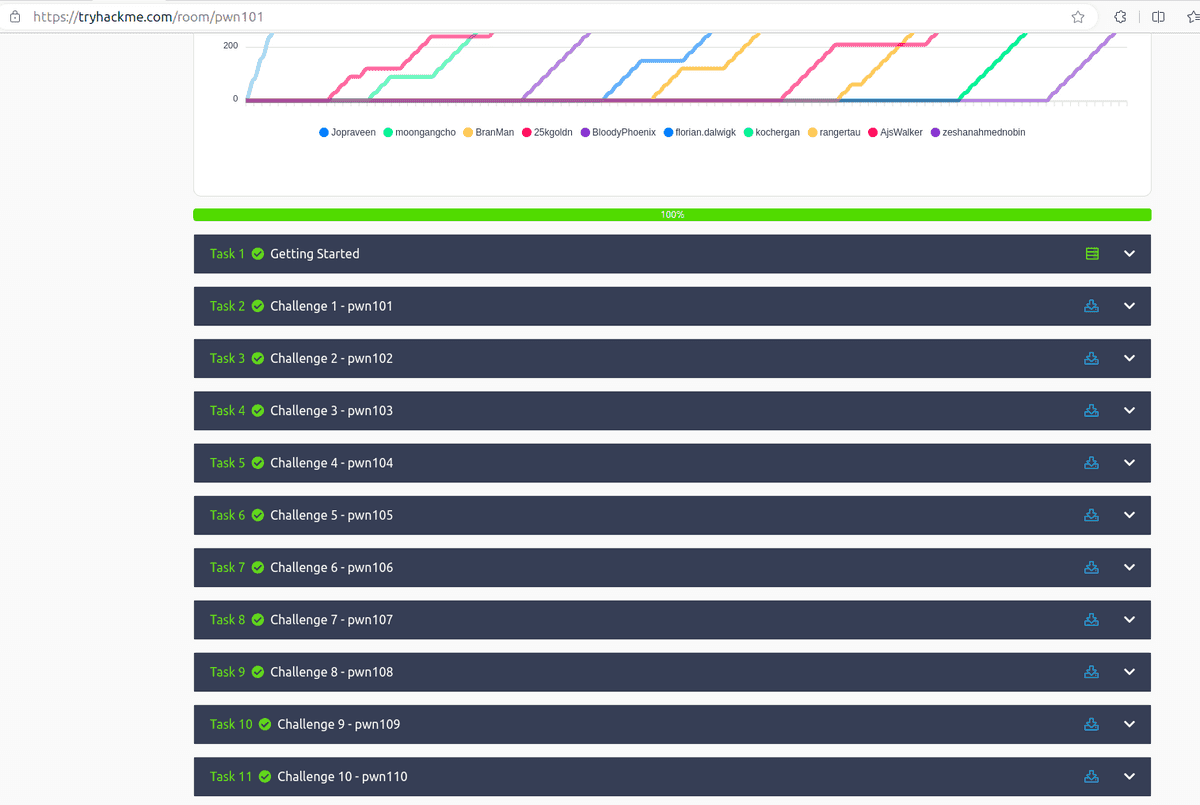 https://tryhackme.com/room/pwn101
200
0
Jopraveen moongangcho BranMan 25kgoldn BloodyPhoenix florian.dalwigk kochergan rangertau AjsWalker zeshanahmednobin
100%
Task 1 Getting Started
Task 2 Challenge 1 - pwn101
Task 3 Challenge 2 - pwn102
Task 4 Challenge 3 - pwn103
Task 5 Challenge 4 - pwn104
Task 6 Challenge 5 - pwn105
Task 7 Challenge 6 - pwn106
Task 8 Challenge 7 - pwn107
Task 9 Challenge 8 - pwn108
Task 10 Challenge 9 - pwn109
Task 11 Challenge 10 - pwn110